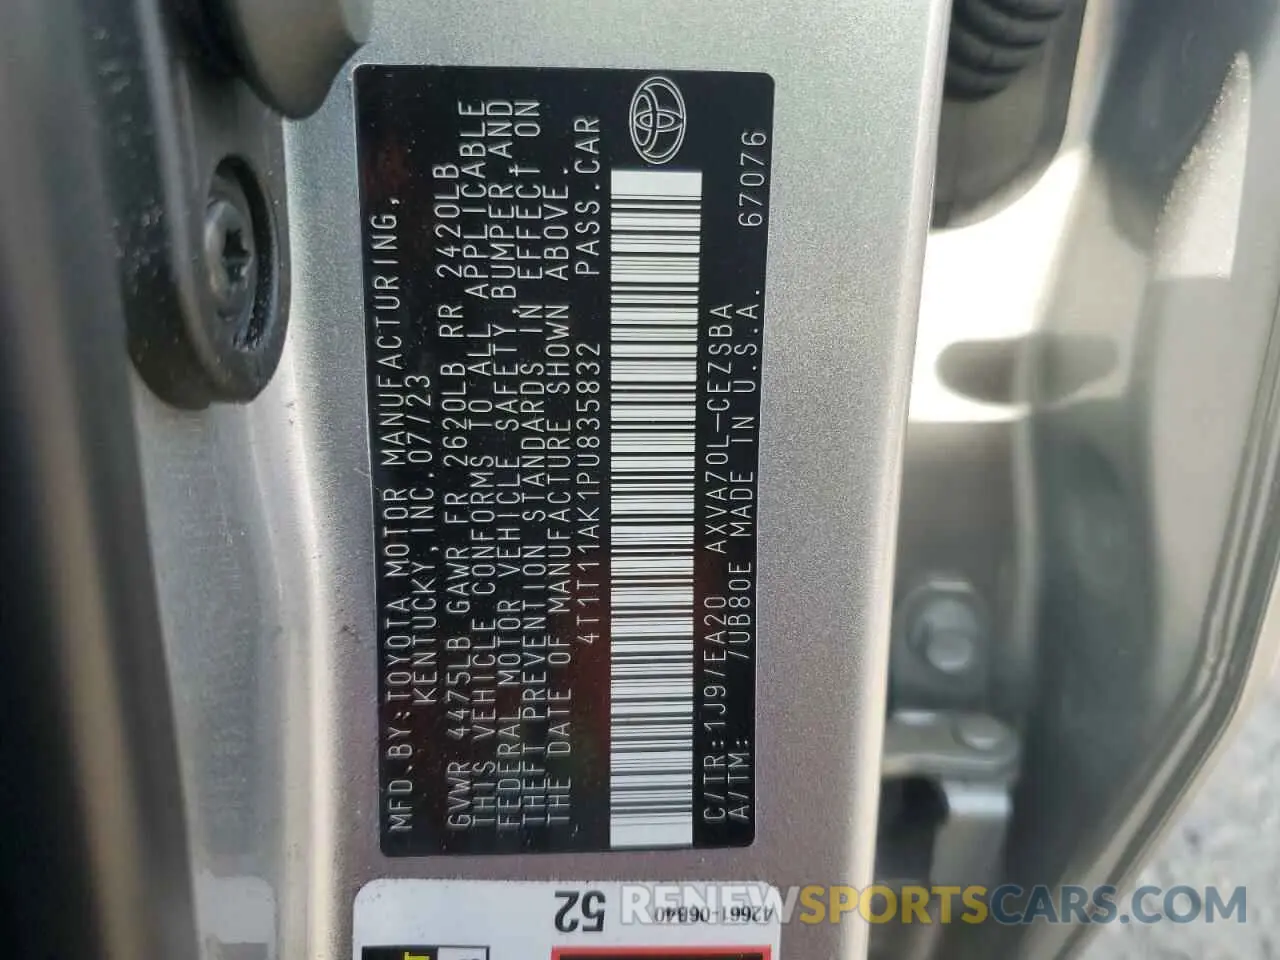 MFD.BY:TOYOTA MOTOR MANUFACTURING,
KENTUCKY,INC.07/23
GVWR 4475LB GAWR FR 2620LB RR 2420LB
THIS VEHICLE CONFORMS TO ALL APPLICABLE
FEDERAL MOTOR VEHICLE SAFETY,BUMPER,AND
THEFT PREVENTION STANDARDS IN EFFECT ON
THE DATE OF MANUFACTURE SHOWN ABOVE.
4T1T11AK1PU835832 PASS.CAR
C/TR:1J9/EA20 AXVA70L-CEZSBA
A/TM: /UB80E MADE IN U.S.A. 67076
52
42661-06840
RENEWSPORTSCARS.COM